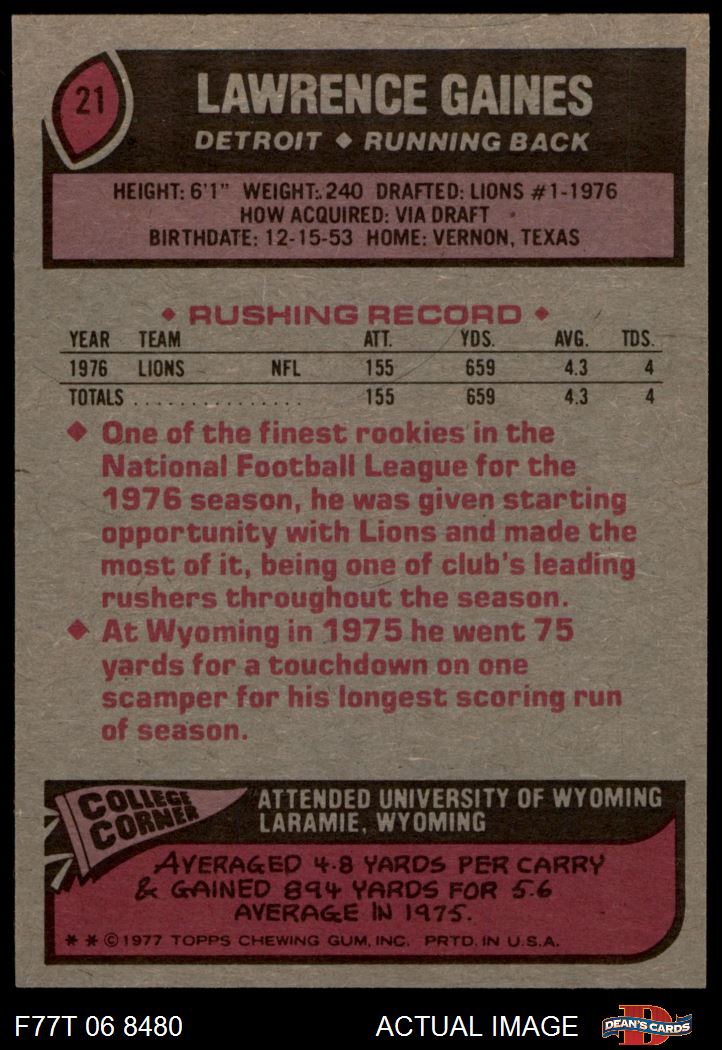 21
LAWRENCE GAINES
DETROIT ◆ RUNNING BACK
HEIGHT: 6'1" WEIGHT: 240 DRAFTED: LIONS #1-1976
HOW ACQUIRED: VIA DRAFT
BIRTHDATE: 12-15-53 HOME: VERNON, TEXAS
◆ RUSHING RECORD ◆
YEAR TEAM ATT. YDS. AVG. TDS.
1976 LIONS NFL 155 659 4.3 4
TOTALS . . . . . . . . . . . . . . . 155 659 4.3 4
◆ One of the finest rookies in the
National Football League for the
1976 season, he was given starting
opportunity with Lions and made the
most of it, being one of club's leading
rushers throughout the season.
◆ At Wyoming in 1975 he went 75
yards for a touchdown on one
scamper for his longest scoring run
of season.
COLLEGE
CORNER
ATTENDED UNIVERSITY OF WYOMING
LARAMIE, WYOMING
AVERAGED 4.8 YARDS PER CARRY
& GAINED 894 YARDS FOR 5.6
AVERAGE IN 1975.
* * © 1977 TOPPS CHEWING GUM, INC. PRTD. IN U.S.A.
F77T 06 8480 ACTUAL IMAGE
D
DEAN'S CARDS